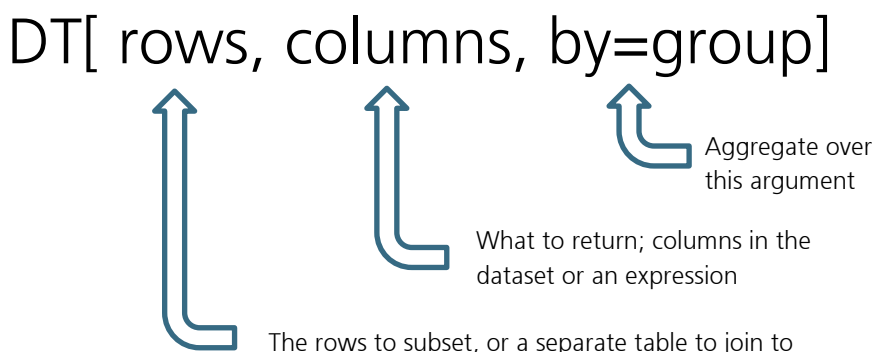 DT[ rows, columns, by=group]
Aggregate over
this argument
What to return; columns in the
dataset or an expression
The rows to subset, or a separate table to join to